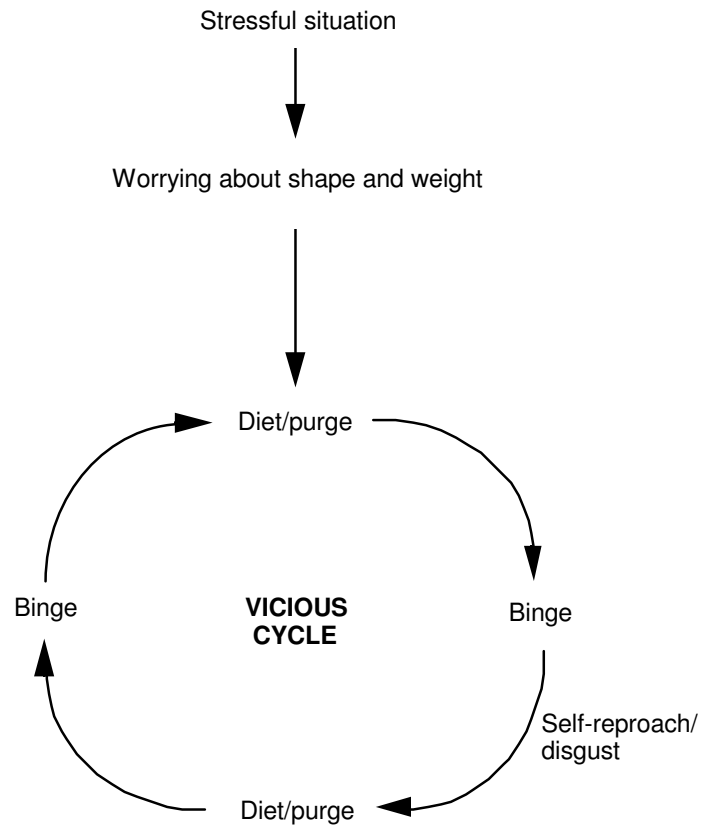 Stressful situation
Worrying about shape and weight
Diet/purge
Binge
VICIOUS
CYCLE
Binge
Self-reproach/
disgust
Diet/purge